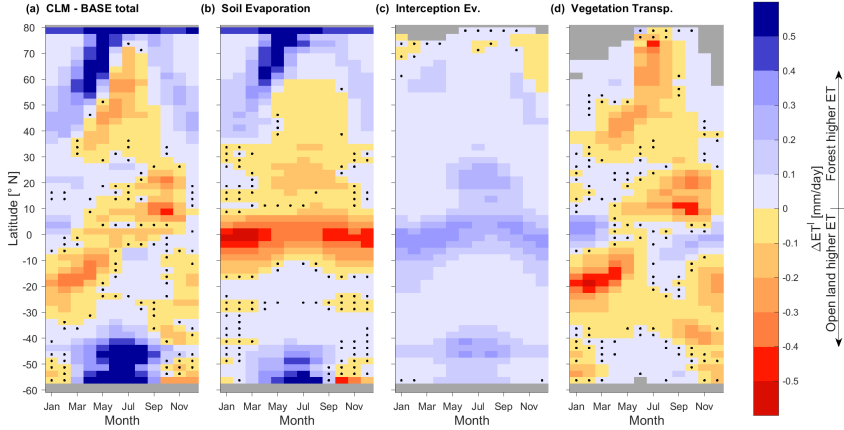 (a) CLM - BASE total
(b) Soil Evaporation
(c) Interception Ev.
(d) Vegetation Transp.
80
70
60
50
40
30
20
10
0
-10
-20
-30
-40
-50
-60
Latitude [° N]
Jan Mar May Jul Sep Nov
Month
Jan Mar May Jul Sep Nov
Month
Jan Mar May Jul Sep Nov
Month
Jan Mar May Jul Sep Nov
Month
0.5
0.4
0.3
0.2
0.1
0
-0.1
-0.2
-0.3
-0.4
-0.5
ΔET^l [mm/day]
Open land higher ET
Forest higher ET